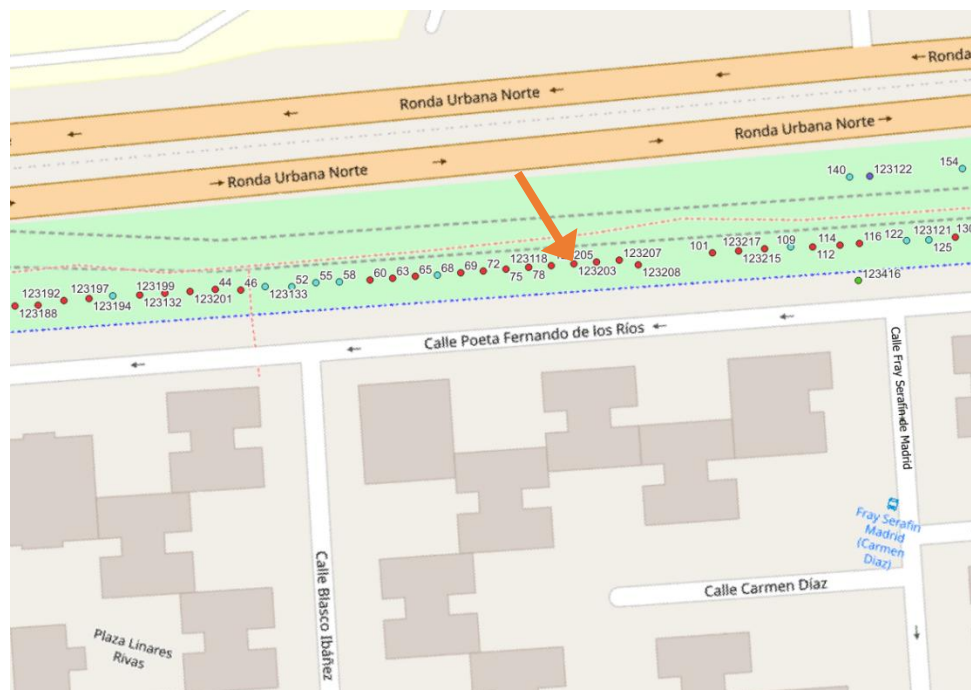 Ronda
Ronda Urbana Norte
Ronda Urbana Norte
Ronda Urbana Norte
140
123122
154
101
123217
109
114
116
122
123121
130
123215
112
125
123118
205
123207
123192
123197
123199
44
46
52
55
58
60
63
65
68
69
72
75
78
123203
123208
123188
123194
123132
123201
123133
123416
Calle Poeta Fernando de los Ríos
Calle Fray Serafín de Madrid
Fray Serafín
Madrid
(Carmen
Díaz)
Calle Carmen Díaz
Calle Blasco Ibáñez
Plaza Linares
Rivas